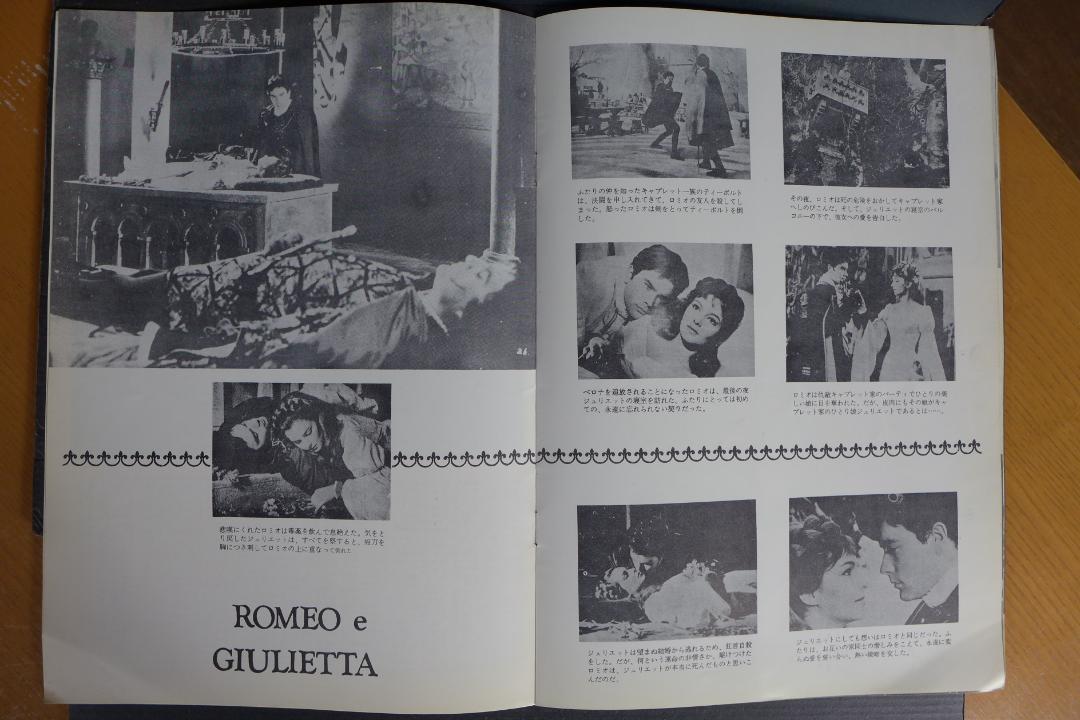 26.
悲嘆にくれたロミオは毒薬を飲んで息絶えた。気をと
り戻したジュリエットは、すべてを察すると、短刀を
胸につき刺してロミオの上に重なって倒れた
ROMEO e
GIULIETTA
ふたりの仲を知ったキャプレット一族のティーボルト
は、決闘を申し入れてきて、ロミオの友人を殺してし
まった。怒ったロミオは剣をとってティーボルトを倒
した。
その夜、ロミオは死の危険をおかしてキャプレット家
へしのびこんだ。そして、ジュリエットの寝室のバル
コニーの下で、彼女への愛を告白した。
ベロナを追放されることになったロミオは、最後の夜
ジュリエットの寝室を訪れた。ふたりにとっては初め
ての、永遠に忘れられない契りだった。
ロミオは仇敵キャプレット家のパーティでひとりの美
しい娘に目を奪われた。だが、皮肉にもその娘がキャ
プレット家のひとり娘ジュリエットであるとは……。
ジュリエットは望まぬ結婚から逃れるため、狂言自殺
をした。だが、何という運命のお情さか、駆けつけた
ロミオは、ジュリエットが本当に死んだものと思いこ
んだのだ。
ジュリエットにしても想いはロミオと同じだった。ふ
たりは、お互いの家同士の憎しみをこえて、永遠に変
らぬ愛を誓い合い、熱い接吻を交した。